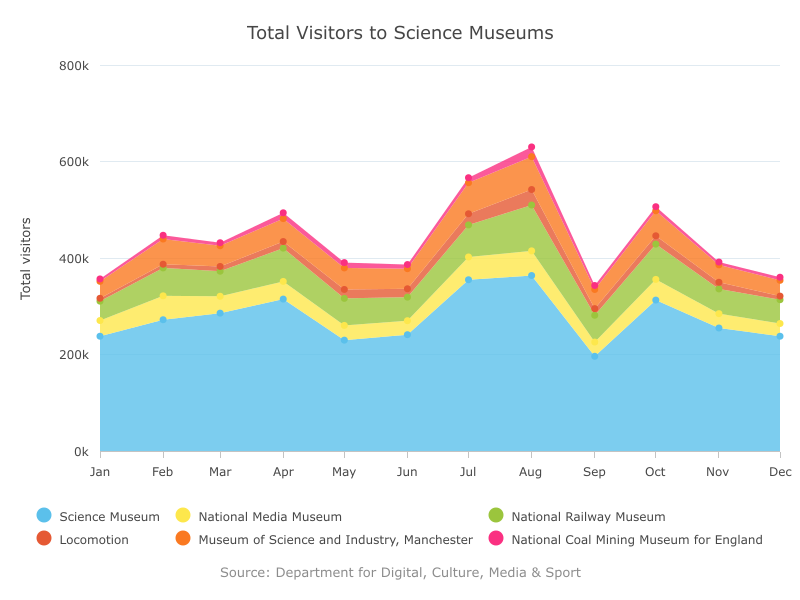 Total Visitors to Science Museums
800k
600k
400k
200k
0k
Total visitors
Jan Feb Mar Apr May Jun Jul Aug Sep Oct Nov Dec
Science Museum National Media Museum National Railway Museum
Locomotion Museum of Science and Industry, Manchester National Coal Mining Museum for England
Source: Department for Digital, Culture, Media & Sport